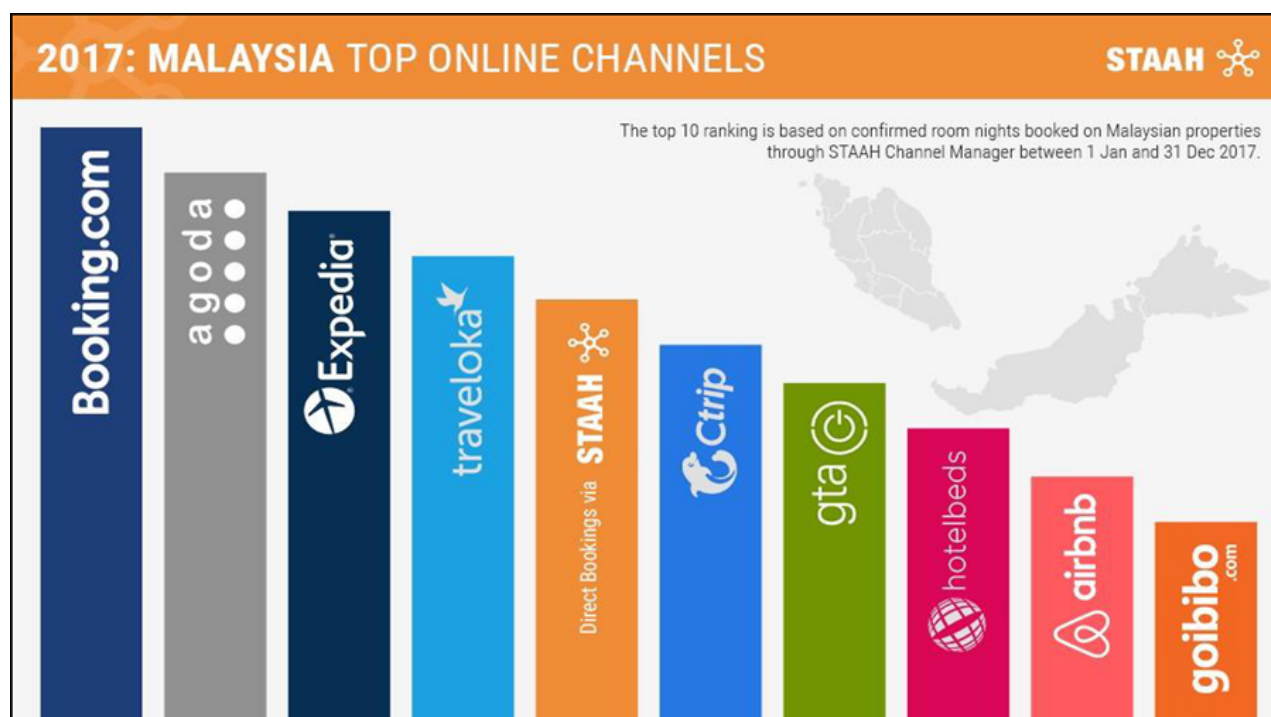 2017: MALAYSIA TOP ONLINE CHANNELS
STAAH
The top 10 ranking is based on confirmed room nights booked on Malaysian properties
through STAAH Channel Manager between 1 Jan and 31 Dec 2017.
Booking.com
agoda
Expedia
traveloka
Direct Bookings via STAAH
Ctrip
gta
hotelbeds
airbnb
goibibo
.com